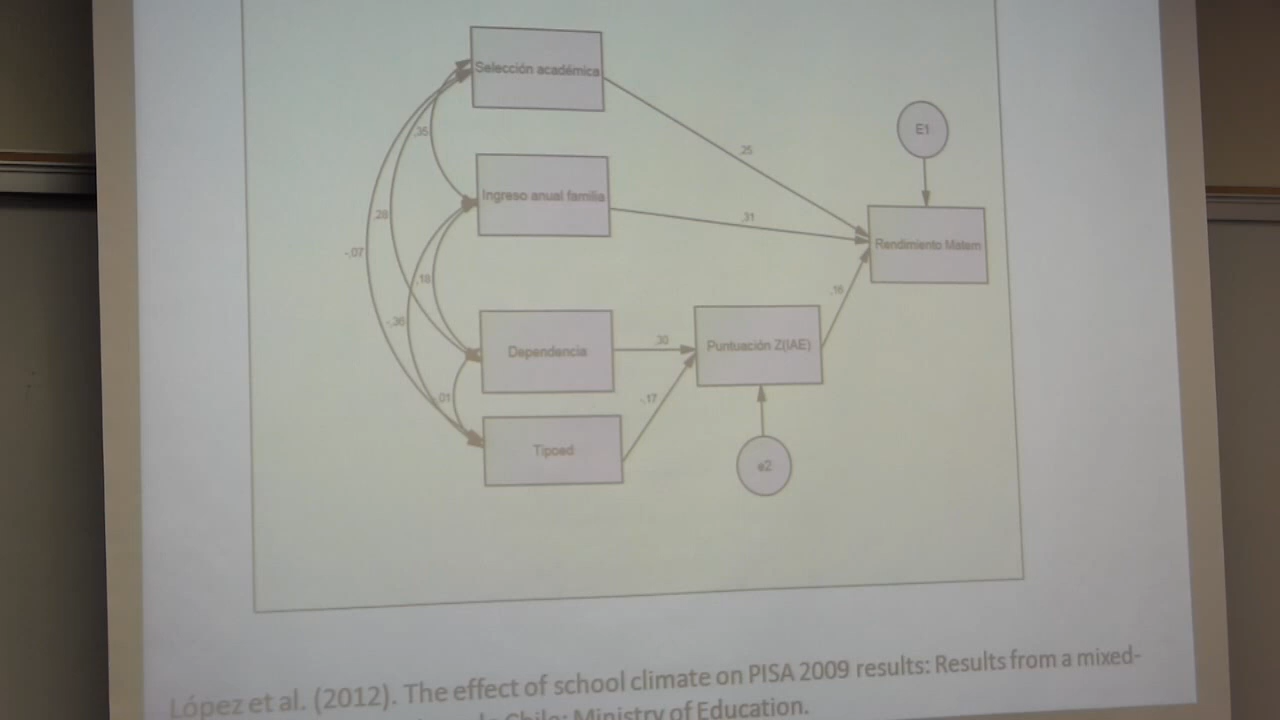 Selección académica
,35
,25
E1
Ingreso anual familia
,28
,31
Rendimiento Matem
-,07
,18
,16
-,36
Dependencia
,30
Puntuación Z(IAE)
,01
-,17
Tipoed
e2
López et al. (2012). The effect of school climate on PISA 2009 results: Results from a mixed-
Chile: Ministry of Education.